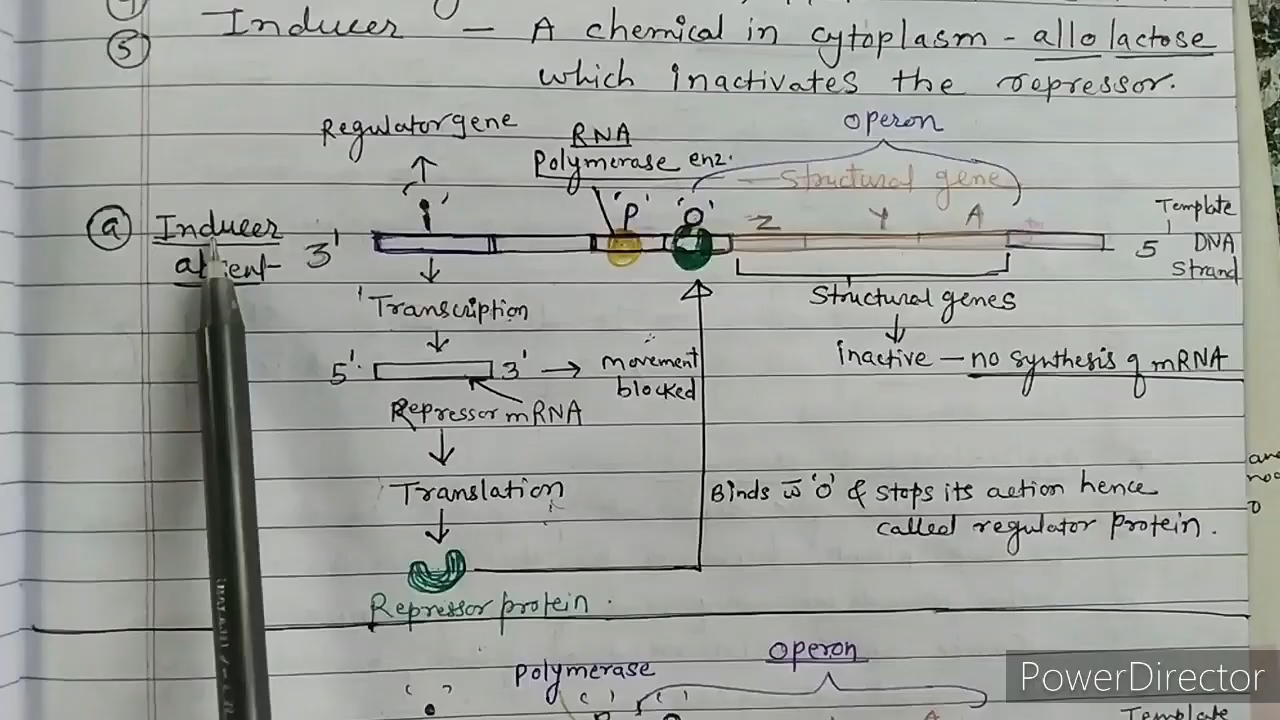 5 Inducer – A chemical in cytoplasm - allolactose
which inactivates the repressor.
Regulator gene
RNA
Polymerase enz.
Operon
Structural gene
'i' 'P' 'O' Z Y A
Template
DNA
Strand
a Inducer
3' 5
Transcription
Structural genes
inactive – no synthesis of mRNA
5' 3' → movement
blocked
Repressor mRNA
Translation
Binds w̄ 'O' & stops its action hence
called regulator protein.
Repressor protein.
Polymerase
Operon
A
Template
PowerDirector